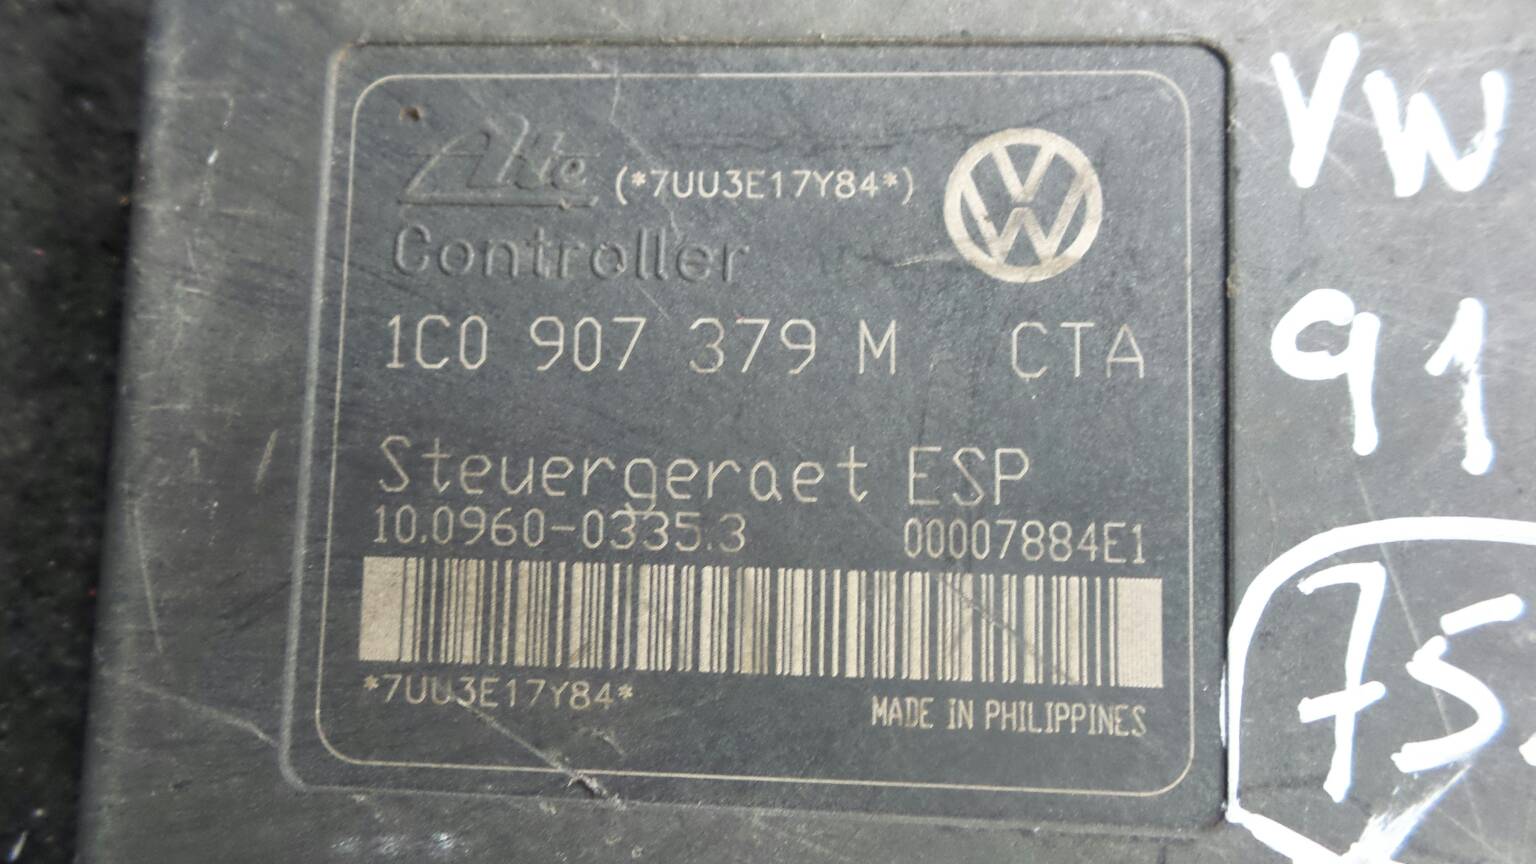 Ate (*7UU3E17Y84*)
Controller
1C0 907 379 M CTA
Steuergeraet ESP
10.0960-0335.3 00007884E1
*7UU3E17Y84*
MADE IN PHILIPPINES
VW
91
75.